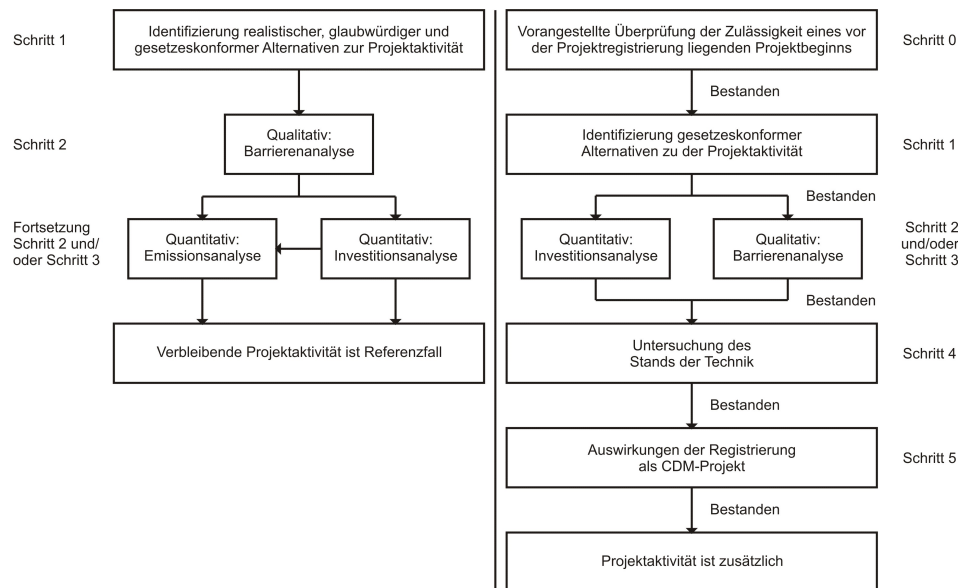 Schritt 1
Identifizierung realistischer, glaubwürdiger und
gesetzeskonformer Alternativen zur Projektaktivität
Schritt 2
Qualitativ:
Barrierenanalyse
Fortsetzung
Schritt 2 und/
oder Schritt 3
Quantitativ:
Emissionsanalyse
Quantitativ:
Investitionsanalyse
Verbleibende Projektaktivität ist Referenzfall
Vorangestellte Überprüfung der Zulässigkeit eines vor
der Projektregistrierung liegenden Projektbeginns
Schritt 0
Bestanden
Identifizierung gesetzeskonformer
Alternativen zu der Projektaktivität
Schritt 1
Bestanden
Quantitativ:
Investitionsanalyse
Qualitativ:
Barrierenanalyse
Schritt 2
und/oder
Schritt 3
Bestanden
Untersuchung des
Stands der Technik
Schritt 4
Bestanden
Auswirkungen der Registrierung
als CDM-Projekt
Schritt 5
Bestanden
Projektaktivität ist zusätzlich